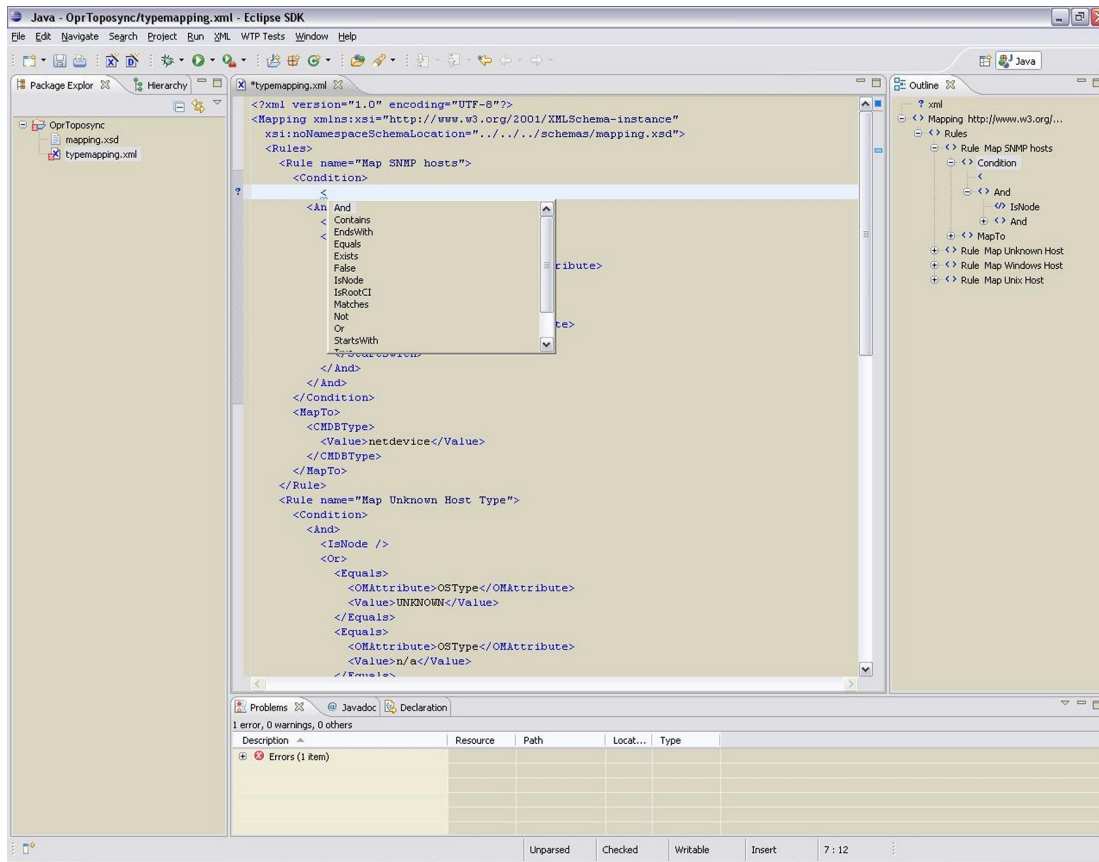 Java - OprToposync/typemapping.xml - Eclipse SDK
File Edit Navigate Search Project Run XML WTP Tests Window Help
Java
Package Explor
Hierarchy
OprToposync
mapping.xsd
typemapping.xml
*typemapping.xml
<?xml version="1.0" encoding="UTF-8"?>
<Mapping xmlns:xsi="http://www.w3.org/2001/XMLSchema-instance"
xsi:noNamespaceSchemaLocation="../../../schemas/mapping.xsd">
<Rules>
<Rule name="Map SNMP hosts">
<Condition>
<
<An
<
<
ribute>
te>
And
Contains
EndsWith
Equals
Exists
False
IsNode
IsRootCI
Matches
Not
Or
StartsWith
</StartsWith>
</And>
</And>
</Condition>
<MapTo>
<CMDBType>
<Value>netdevice</Value>
</CMDBType>
</MapTo>
</Rule>
<Rule name="Map Unknown Host Type">
<Condition>
<And>
<IsNode />
<Or>
<Equals>
<OMAttribute>OSType</OMAttribute>
<Value>UNKNOWN</Value>
</Equals>
<Equals>
<OMAttribute>OSType</OMAttribute>
<Value>n/a</Value>
</Equals>
Outline
? xml
Mapping http://www.w3.org/...
Rules
Rule Map SNMP hosts
Condition
<
And
IsNode
And
MapTo
Rule Map Unknown Host
Rule Map Windows Host
Rule Map Unix Host
Problems
@ Javadoc
Declaration
1 error, 0 warnings, 0 others
Description Resource Path Locat... Type
Errors (1 item)
Unparsed Checked Writable Insert 7 : 12